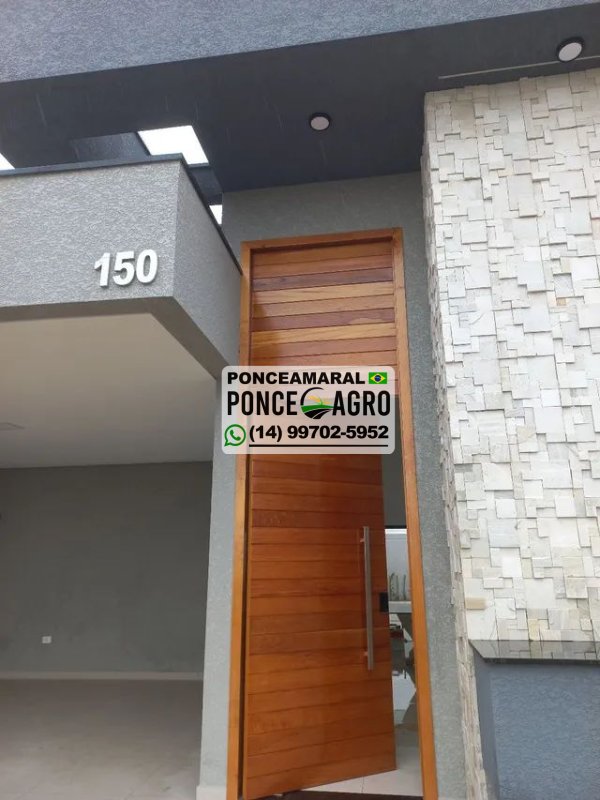 150
PONCEAMARAL
PONCE AGRO
(14) 99702-5952